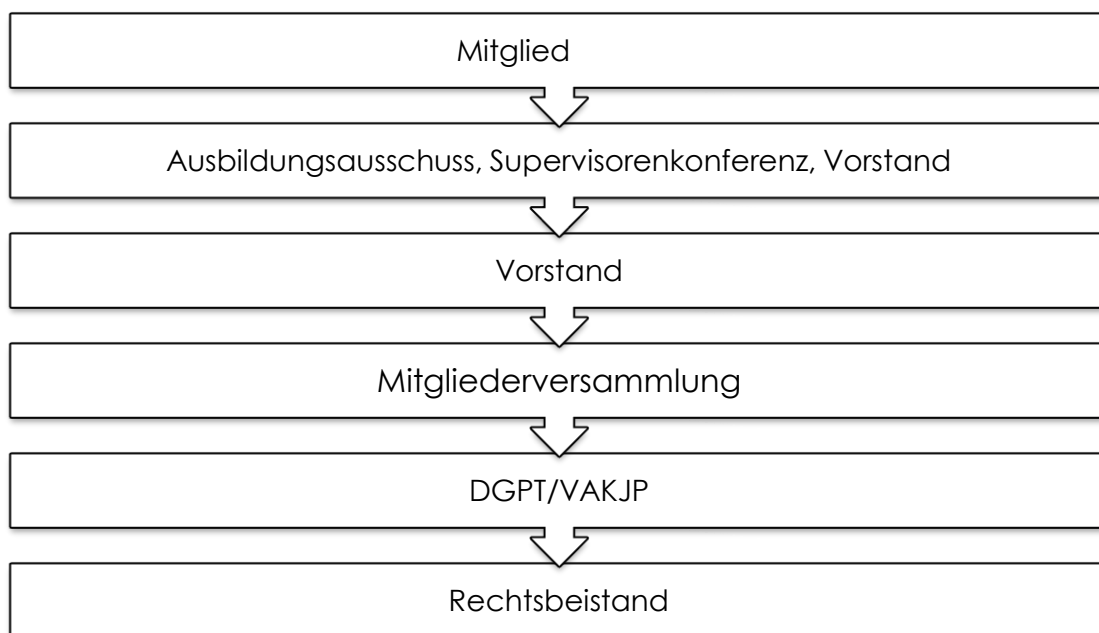 Mitglied
Ausbildungsausschuss, Supervisorenkonferenz, Vorstand
Vorstand
Mitgliederversammlung
DGPT/VAKJP
Rechtsbeistand